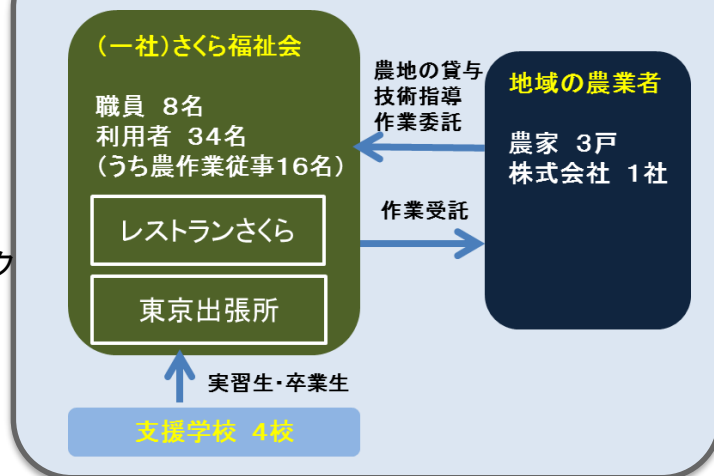 (一社)さくら福祉会
職員 8名
利用者 34名
(うち農作業従事16名)
レストランさくら
東京出張所
農地の貸与
技術指導
作業委託
作業受託
地域の農業者
農家 3戸
株式会社 1社
ク
実習生・卒業生
支援学校 4校